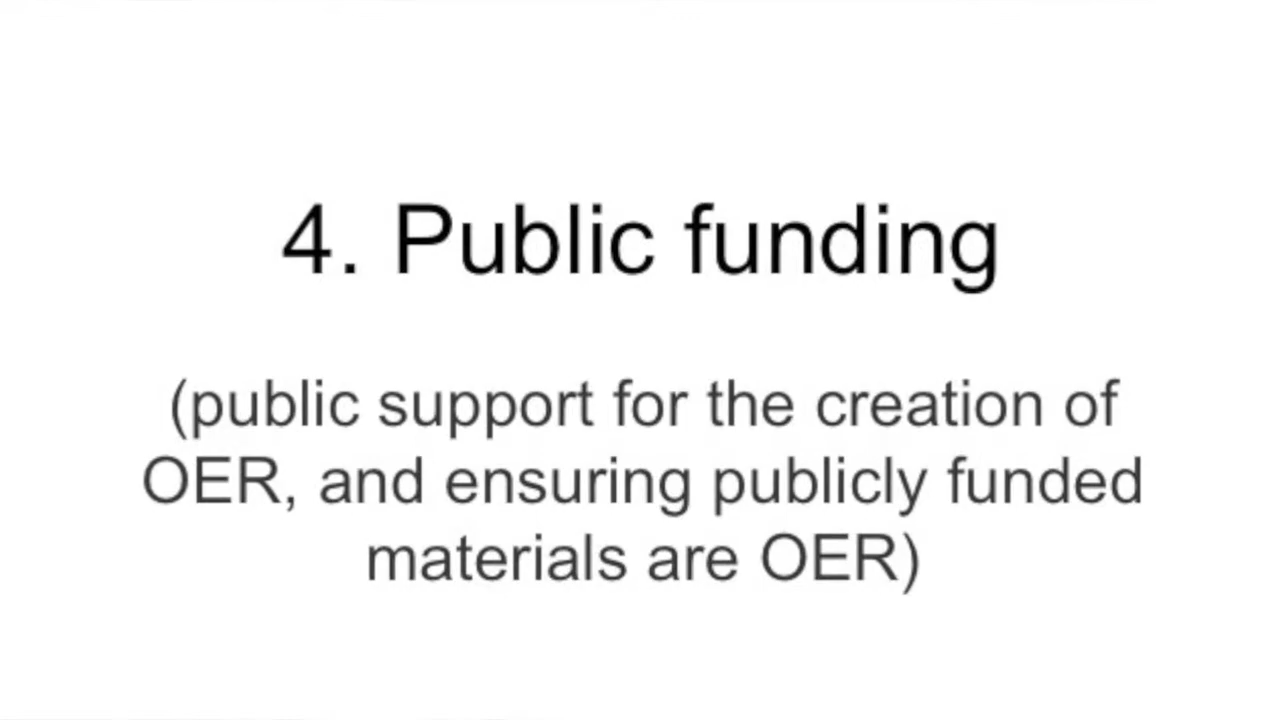 4. Public funding
(public support for the creation of
OER, and ensuring publicly funded
materials are OER)